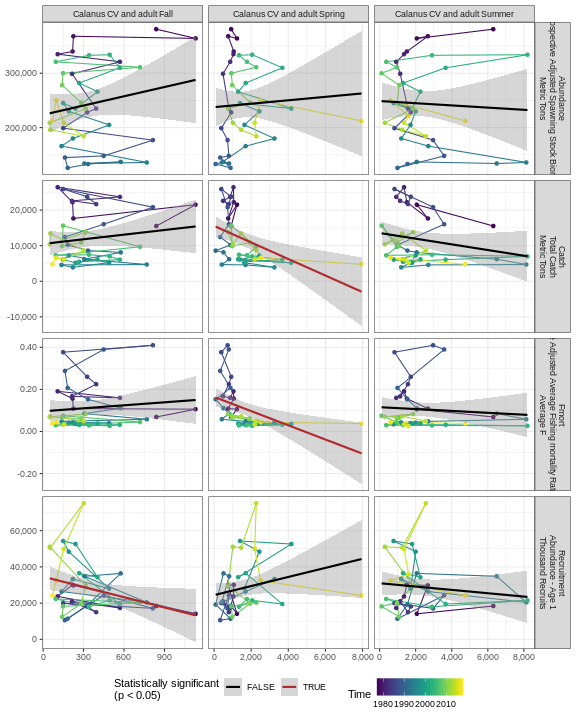 Calanus CV and adult Fall
Calanus CV and adult Spring
Calanus CV and adult Summer
300,000
200,000
Abundance
Adjusted Spawning Stock
Metric Tons
20,000
10,000
0
-10,000
Catch
Total Catch
Metric Tons
0.40
0.20
0.00
-0.20
Fmort
Adjusted Average Fishing mortality
Average F
60,000
40,000
20,000
0
Recruitment
Abundance - Age 1
Thousand Recruits
0 300 600 900
0 2,000 4,000 6,000 8,000
0 2,000 4,000 6,000 8,000
Statistically significant
(p < 0.05)
FALSE
TRUE
Time
1980 1990 2000 2010